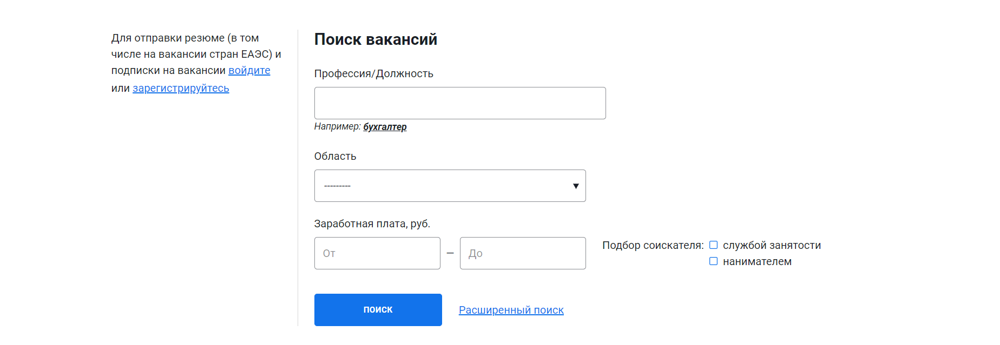 Для отправки резюме (в том
числе на вакансии стран ЕАЭС) и
подписки на вакансии войдите
или зарегистрируйтесь
Поиск вакансий
Профессия/Должность
Например: бухгалтер
Область
---------
Заработная плата, руб.
От — До
Подбор соискателя: службой занятости
нанимателем
поиск Расширенный поиск